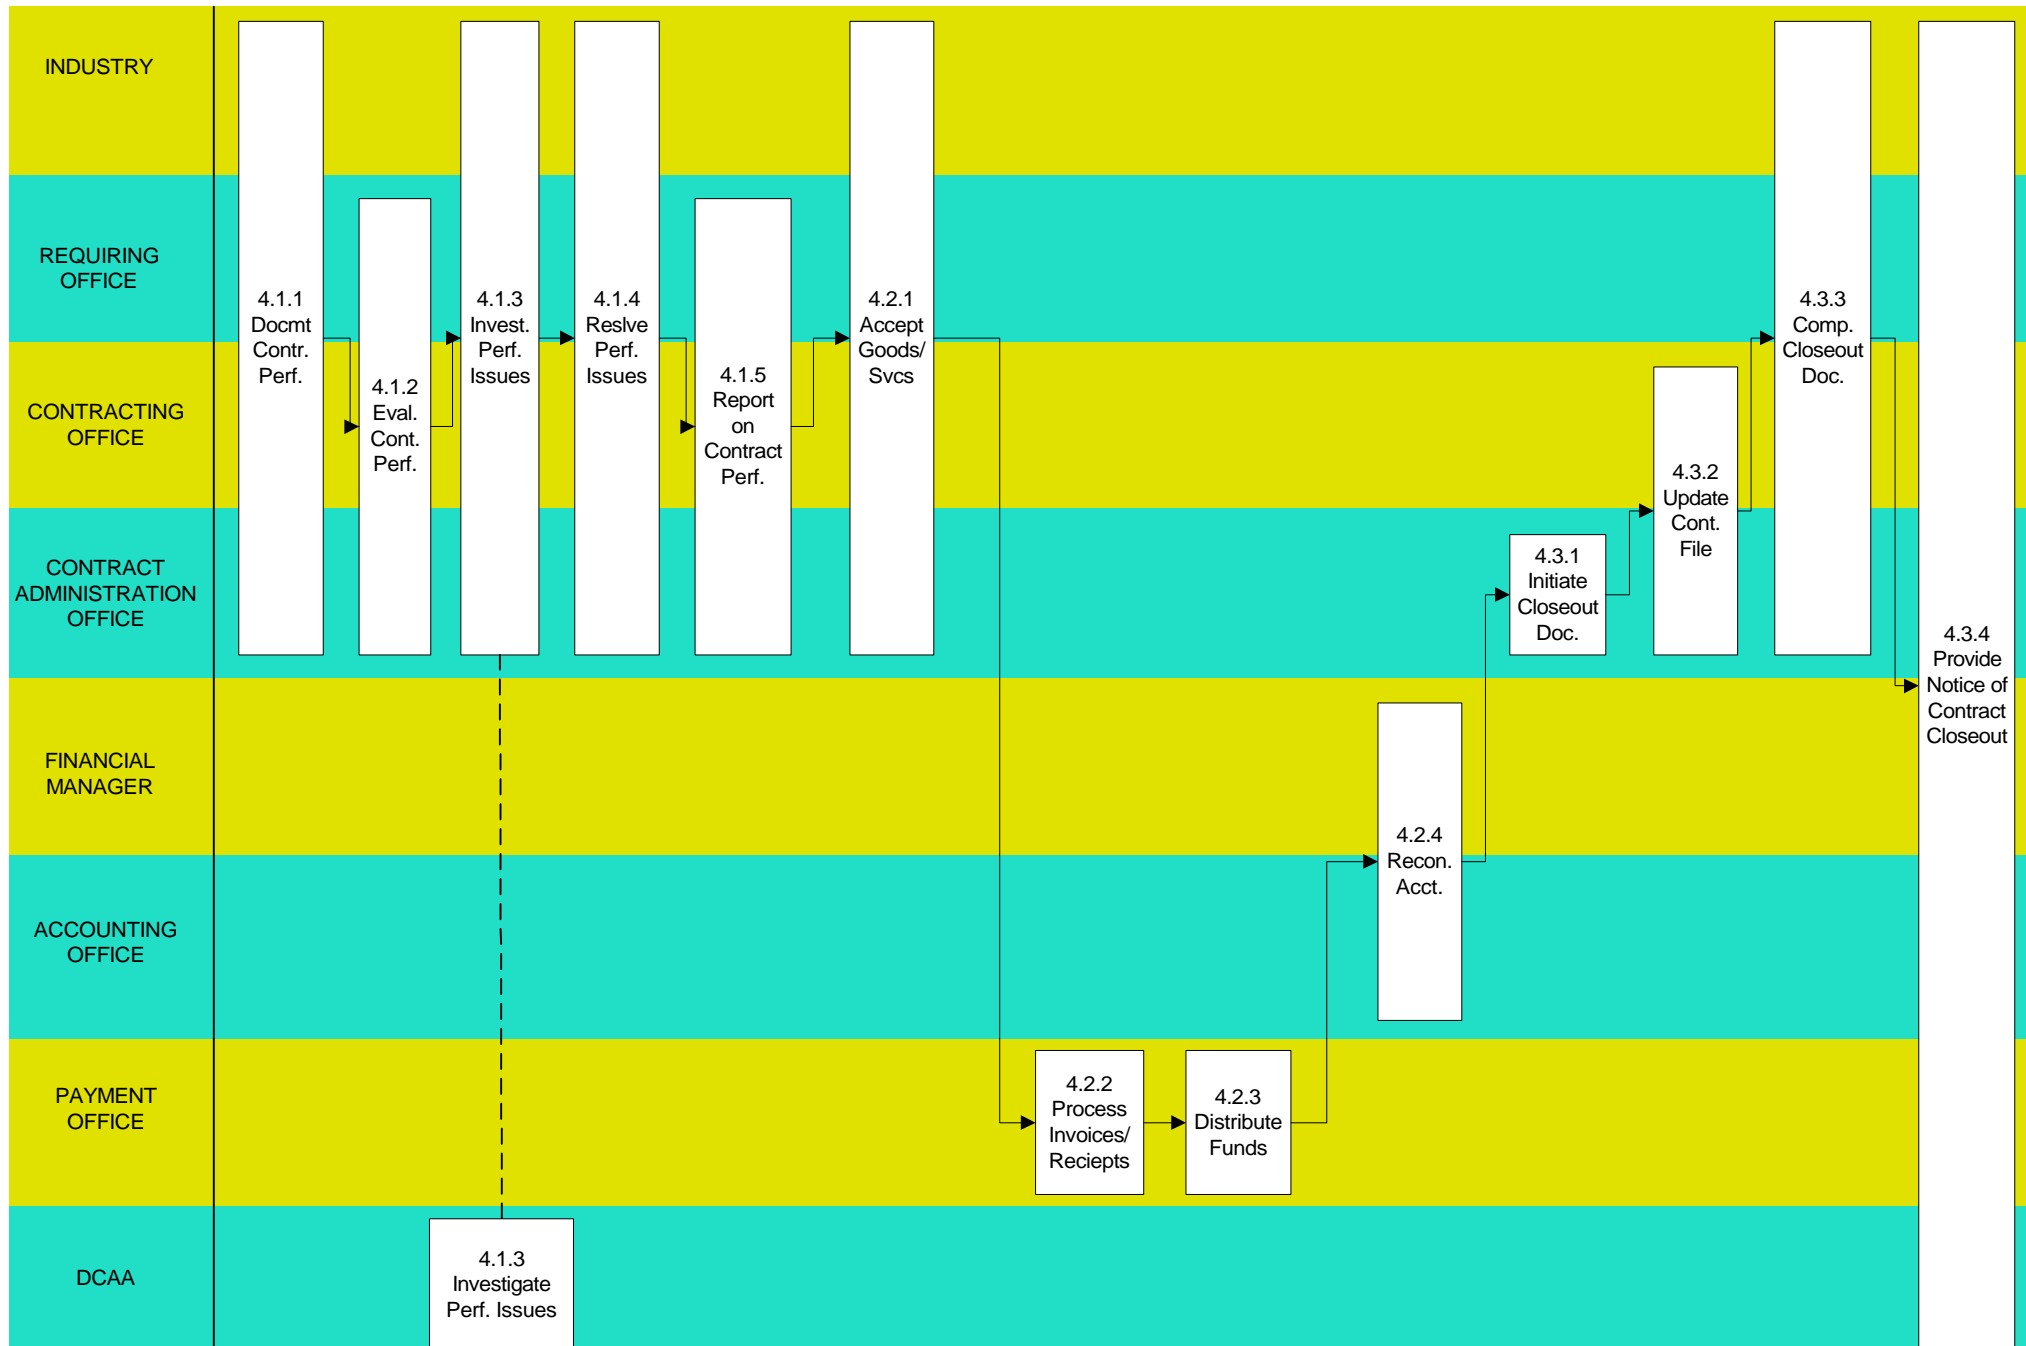 INDUSTRY
REQUIRING
OFFICE
CONTRACTING
OFFICE
CONTRACT
ADMINISTRATION
OFFICE
FINANCIAL
MANAGER
ACCOUNTING
OFFICE
PAYMENT
OFFICE
DCAA
4.1.1
Docmt
Contr.
Perf.
4.1.2
Eval.
Cont.
Perf.
4.1.3
Invest.
Perf.
Issues
4.1.4
Reslve
Perf.
Issues
4.1.5
Report
on
Contract
Perf.
4.2.1
Accept
Goods/
Svcs
4.1.3
Investigate
Perf. Issues
4.2.2
Process
Invoices/
Reciepts
4.2.3
Distribute
Funds
4.2.4
Recon.
Acct.
4.3.1
Initiate
Closeout
Doc.
4.3.2
Update
Cont.
File
4.3.3
Comp.
Closeout
Doc.
4.3.4
Provide
Notice of
Contract
Closeout